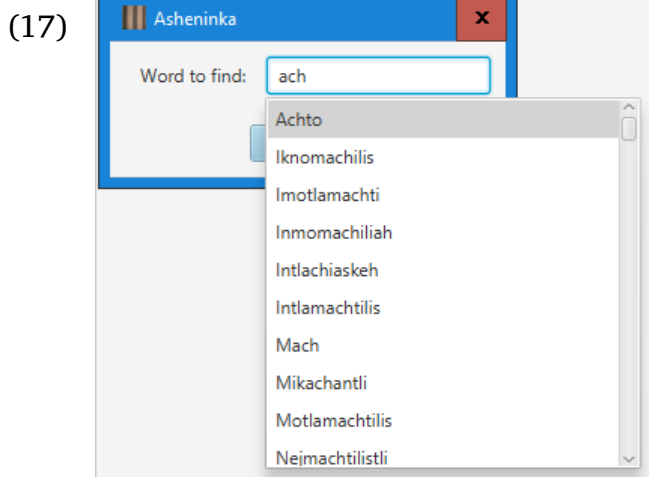 (17)
Asheninka
x
Word to find: ach
Achto
Iknomachilis
Imotlamachti
Inmomachiliah
Intlachiaskeh
Intlamachtilis
Mach
Mikachantli
Motlamachtilis
Nejmachtilistli